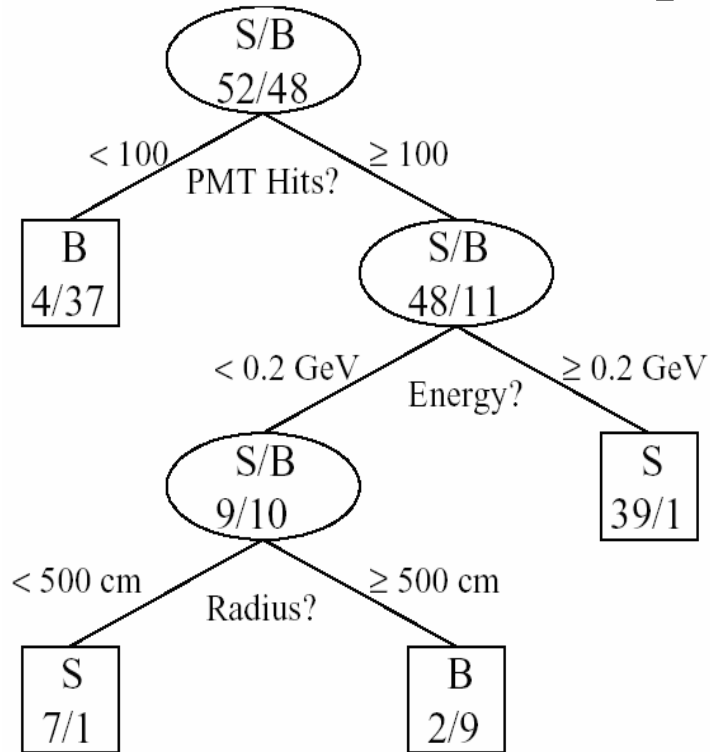 S/B
52/48
< 100
≥ 100
PMT Hits?
B
4/37
S/B
48/11
< 0.2 GeV
≥ 0.2 GeV
Energy?
S/B
9/10
S
39/1
< 500 cm
≥ 500 cm
Radius?
S
7/1
B
2/9